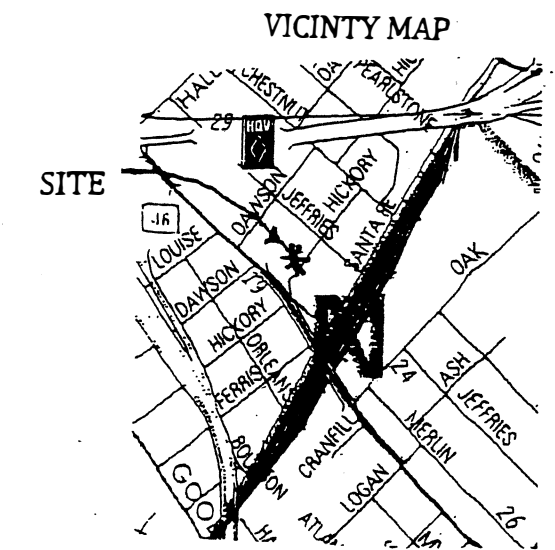 VICINTY MAP
HALL
CHESTNUT
PEARLSTONE
29
HOV
SITE
HICKORY
DAWSON
JEFFRIES
SANTA FE
LOUISE
OAK
DAWSON
HICKORY
ORLEANS
FERRIS
N
24
ASH
JEFFRIES
MERLIN
CRANFILL
BOURBON
LOGAN
26